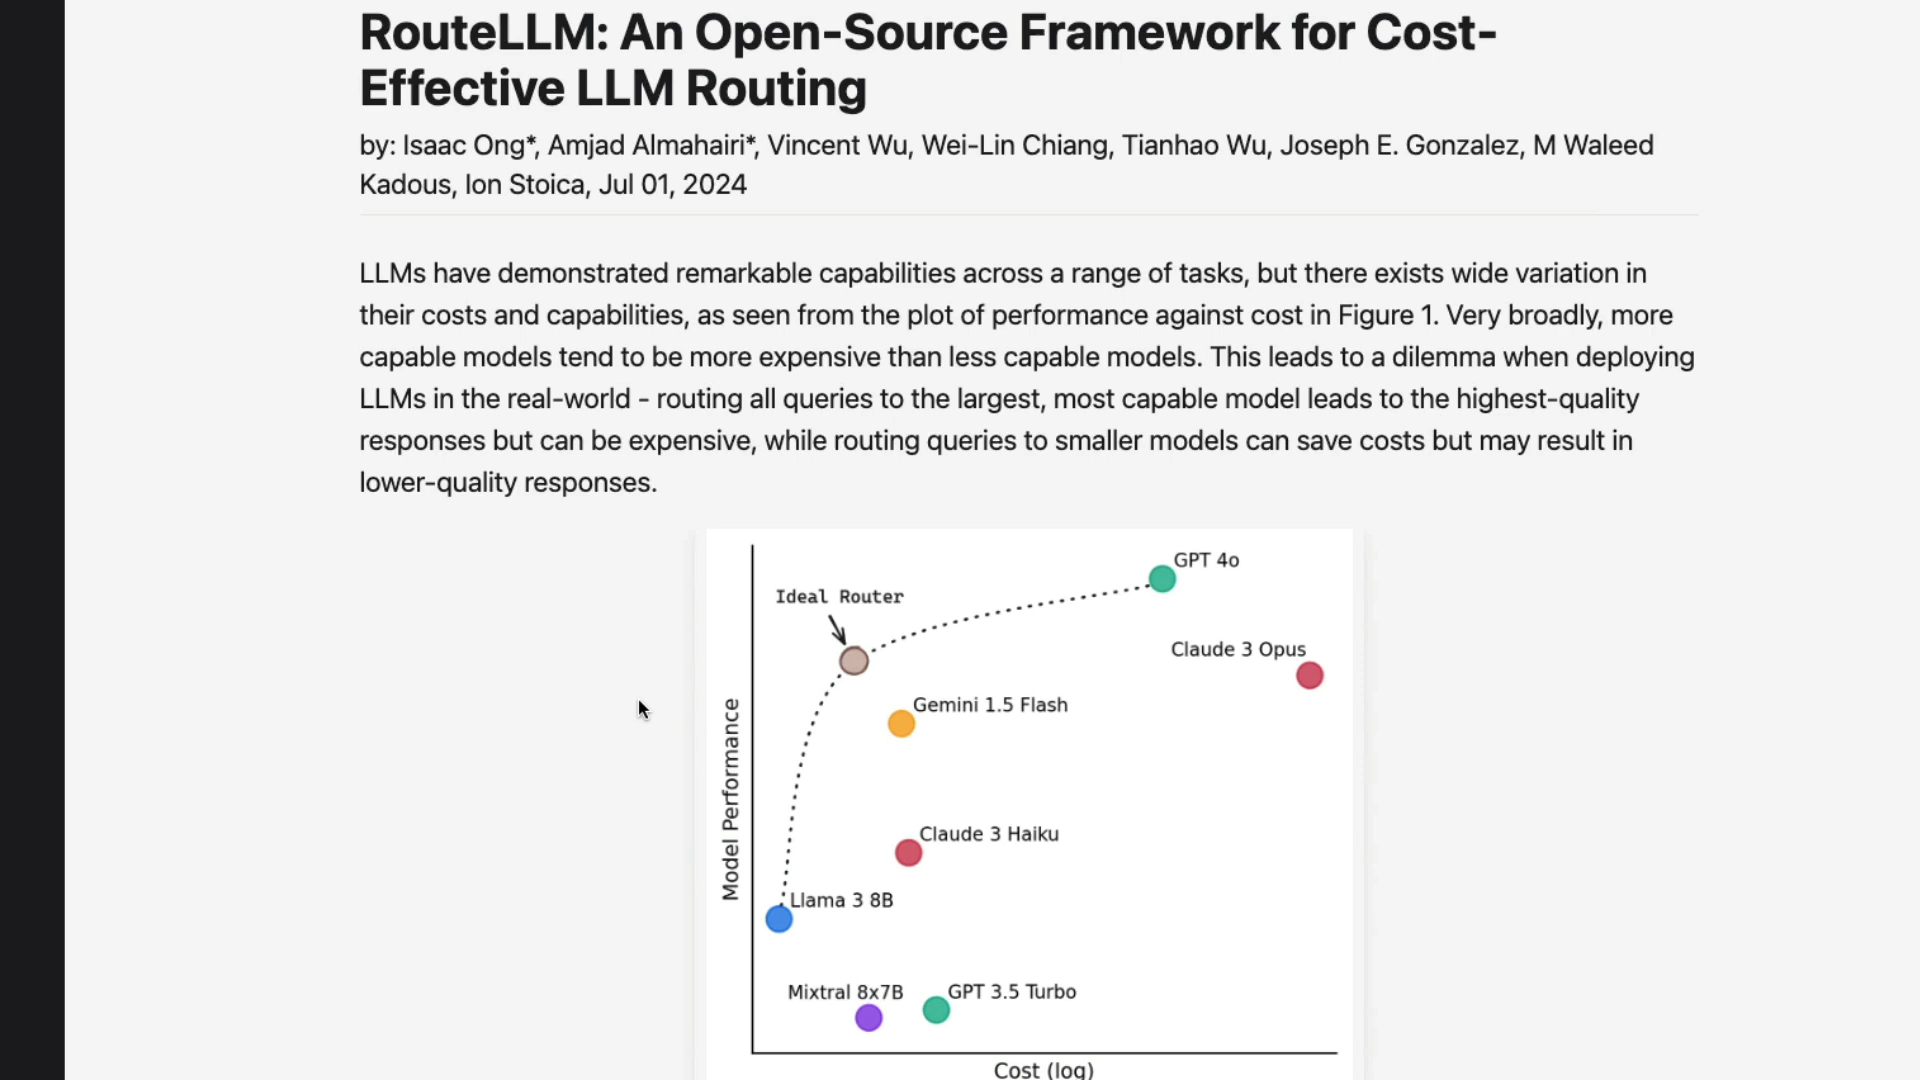 RouteLLM: An Open-Source Framework for Cost-
Effective LLM Routing
by: Isaac Ong*, Amjad Almahairi*, Vincent Wu, Wei-Lin Chiang, Tianhao Wu, Joseph E. Gonzalez, M Waleed
Kadous, Ion Stoica, Jul 01, 2024
LLMs have demonstrated remarkable capabilities across a range of tasks, but there exists wide variation in
their costs and capabilities, as seen from the plot of performance against cost in Figure 1. Very broadly, more
capable models tend to be more expensive than less capable models. This leads to a dilemma when deploying
LLMs in the real-world - routing all queries to the largest, most capable model leads to the highest-quality
responses but can be expensive, while routing queries to smaller models can save costs but may result in
lower-quality responses.
GPT 4o
Ideal Router
Claude 3 Opus
Gemini 1.5 Flash
Model Performance
Claude 3 Haiku
Llama 3 8B
Mixtral 8x7B
GPT 3.5 Turbo
Cost (log)